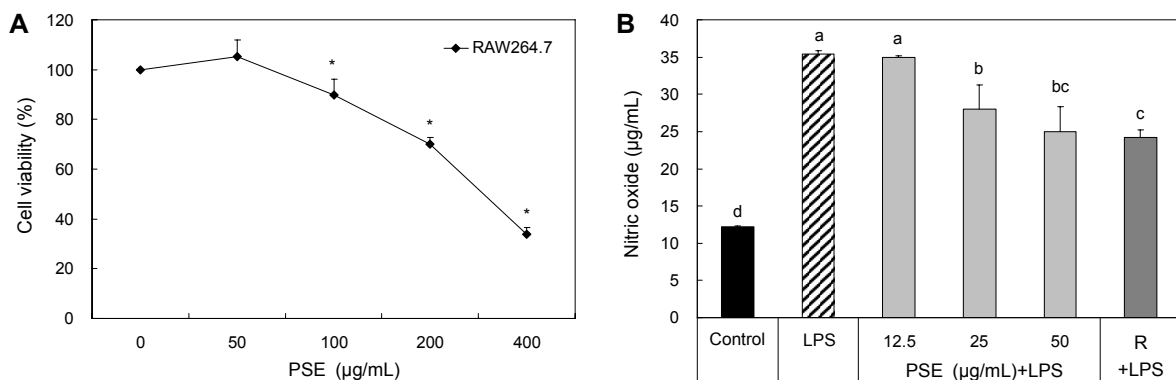 A
120
100
80
60
40
20
0
Cell viability (%)
RAW264.7
*
*
*
0 50 100 200 400
PSE (µg/mL)
B
40
35
30
25
20
15
10
5
0
Nitric oxide (µg/mL)
d a a b bc c
Control LPS 12.5 25 50 R
PSE (µg/mL)+LPS +LPS